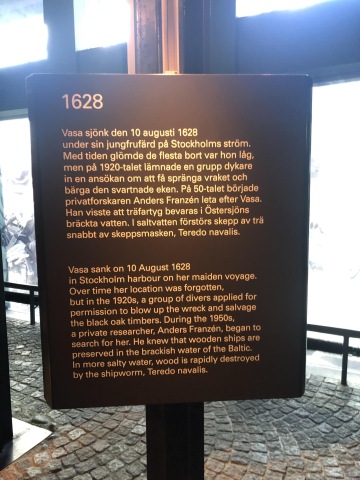 1628
Vasa sjönk den 10 augusti 1628
under sin jungfrufärd på Stockholms ström.
Med tiden glömde de flesta bort var hon låg,
men på 1920-talet lämnade en grupp dykare
in en ansökan om att få spränga vraket och
bärga den svartnade eken. På 50-talet började
privatforskaren Anders Franzén leta efter Vasa.
Han visste att träfartyg bevaras i Östersjöns
bräckta vatten. I saltvatten förstörs skepp av trä
snabbt av skeppsmasken, Teredo navalis.
Vasa sank on 10 August 1628
in Stockholm harbour on her maiden voyage.
Over time her location was forgotten,
but in the 1920s, a group of divers applied for
permission to blow up the wreck and salvage
the black oak timbers. During the 1950s,
a private researcher, Anders Franzén, began to
search for her. He knew that wooden ships are
preserved in the brackish water of the Baltic.
In more salty water, wood is rapidly destroyed
by the shipworm, Teredo navalis.